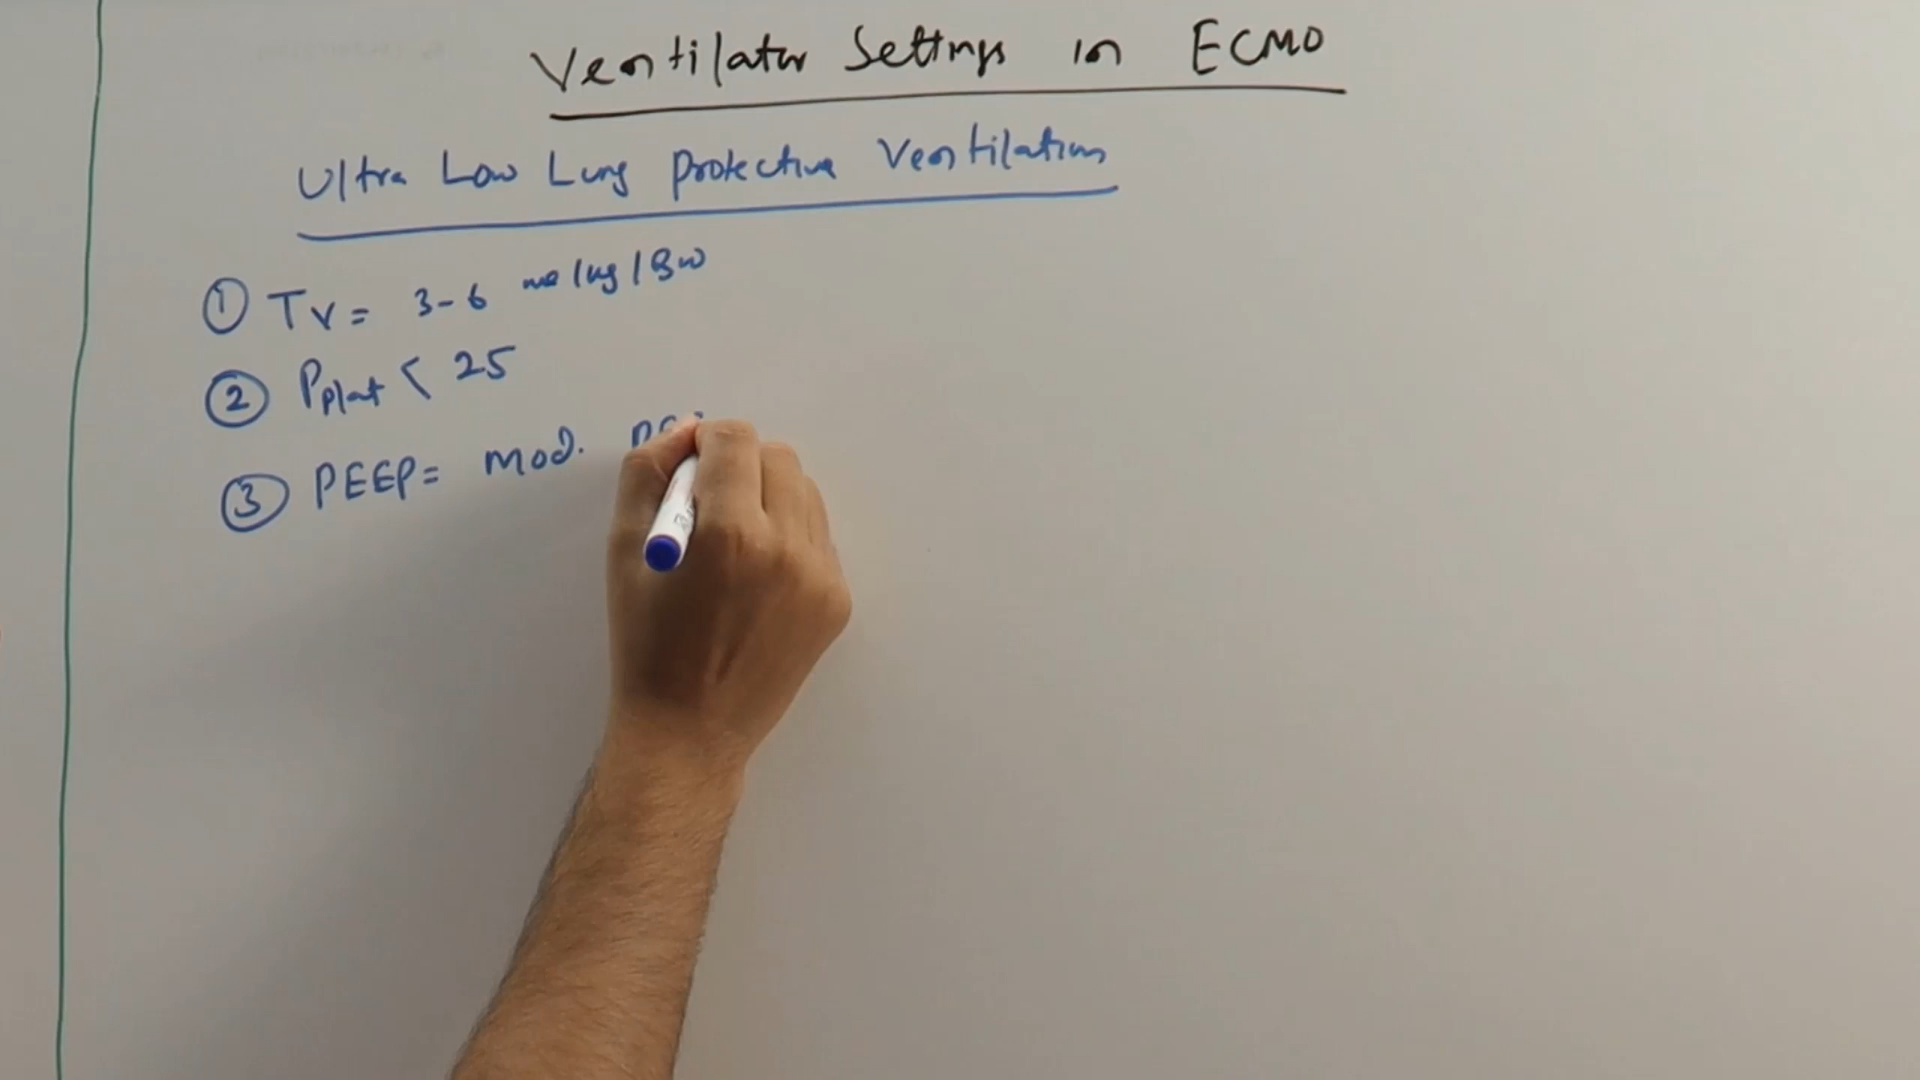 Ventilator Settings in ECMO
Ultra Low Lung Protective Ventilation
① TV = 3-6 ml/kg/BW
② Pplat < 25
③ PEEP = mod.